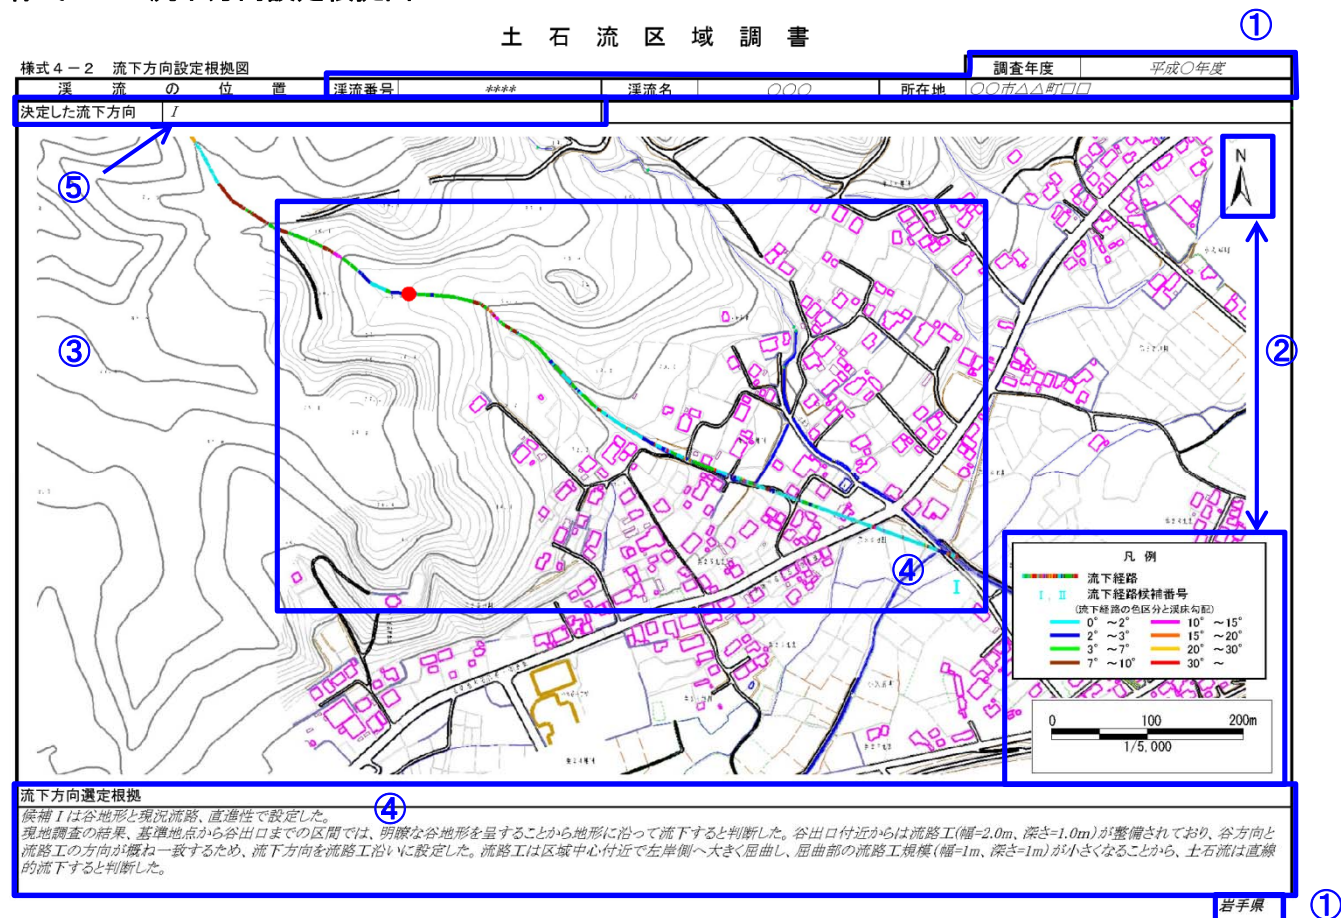 土 石 流 区 域 調 書
①
様式４－２　流下方向設定根拠図
調査年度
平成〇年度
渓 流 の 位 置
渓流番号
****
渓流名
〇〇〇
所在地
〇〇市△△町□□
決定した流下方向
Ⅰ
⑤
N
③
②
④
Ⅰ
凡 例
流下経路
Ⅰ, Ⅱ 流下経路候補番号
(流下経路の色区分と渓床勾配)
0° ～2° 10° ～15°
2° ～3° 15° ～20°
3° ～7° 20° ～30°
7° ～10° 30° ～
0 100 200m
1/5,000
流下方向選定根拠
④
候補Ⅰは谷地形と現況流路、直進性で設定した。
現地調査の結果、基準地点から谷出口までの区間では、明瞭な谷地形を呈することから地形に沿って流下すると判断した。谷出口付近からは流路工(幅=2.0m、深さ=1.0m)が整備されており、谷方向と
流路工の方向が概ね一致するため、流下方向を流路工沿いに設定した。流路工は区域中心付近で左岸側へ大きく屈曲し、屈曲部の流路工規模(幅=1m、深さ=1m)が小さくなることから、土石流は直線
的流下すると判断した。
岩手県
①